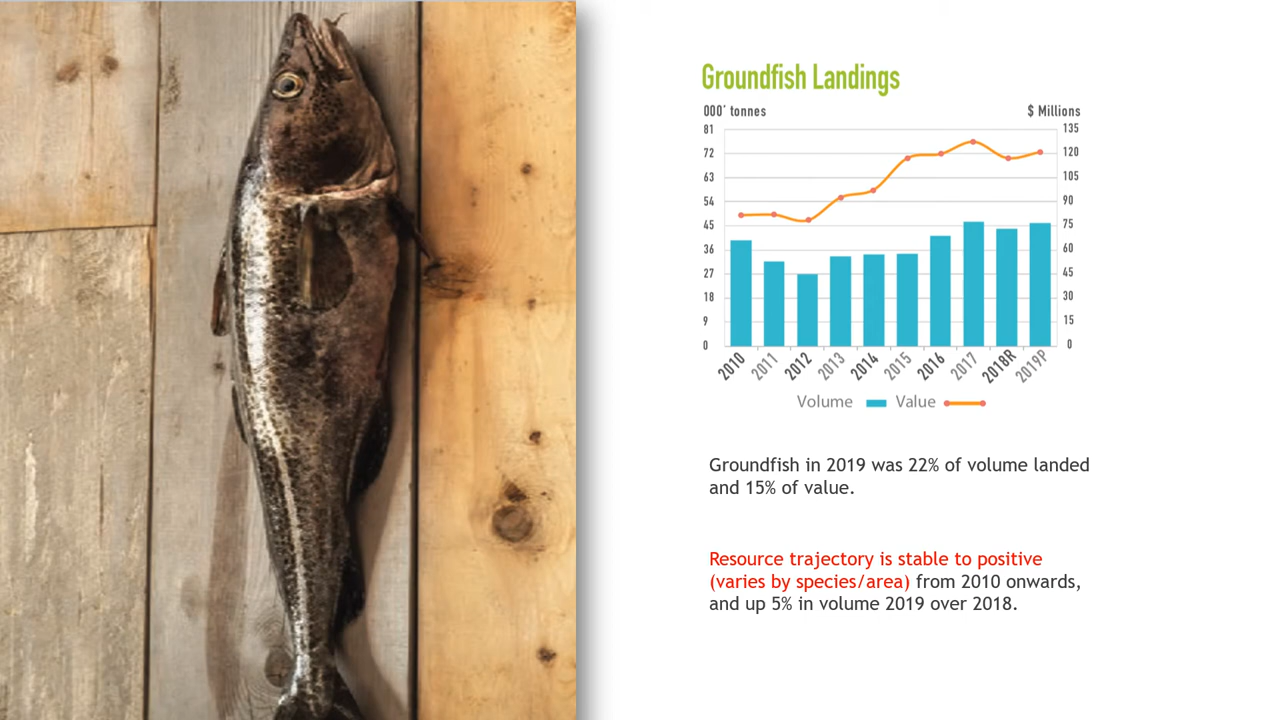 Groundfish Landings
000' tonnes $ Millions
81 135
72 120
63 105
54 90
45 75
36 60
27 45
18 30
9 15
0 0
2010 2011 2012 2013 2014 2015 2016 2017 2018R 2019P
Volume Value
Groundfish in 2019 was 22% of volume landed
and 15% of value.
Resource trajectory is stable to positive
(varies by species/area) from 2010 onwards,
and up 5% in volume 2019 over 2018.